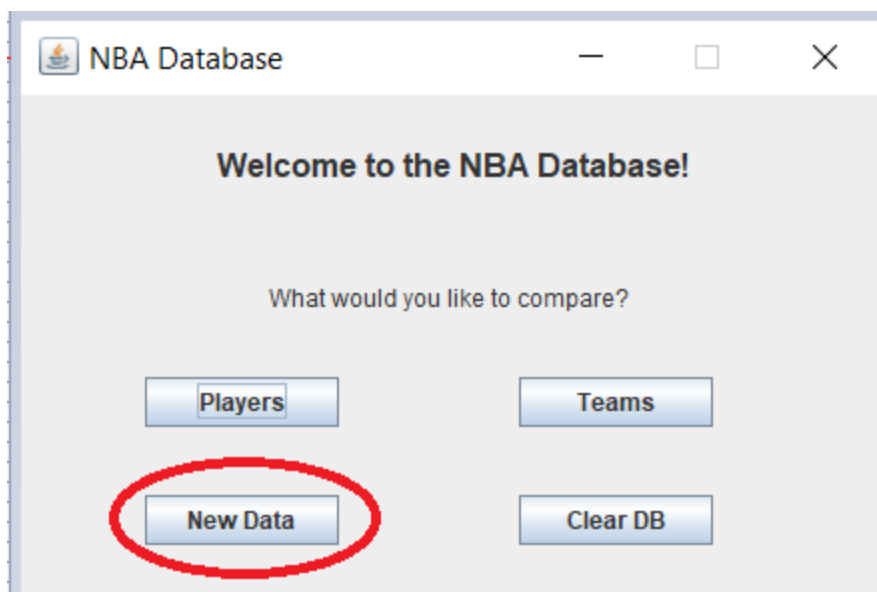 NBA Database
Welcome to the NBA Database!
What would you like to compare?
Players
Teams
New Data
Clear DB